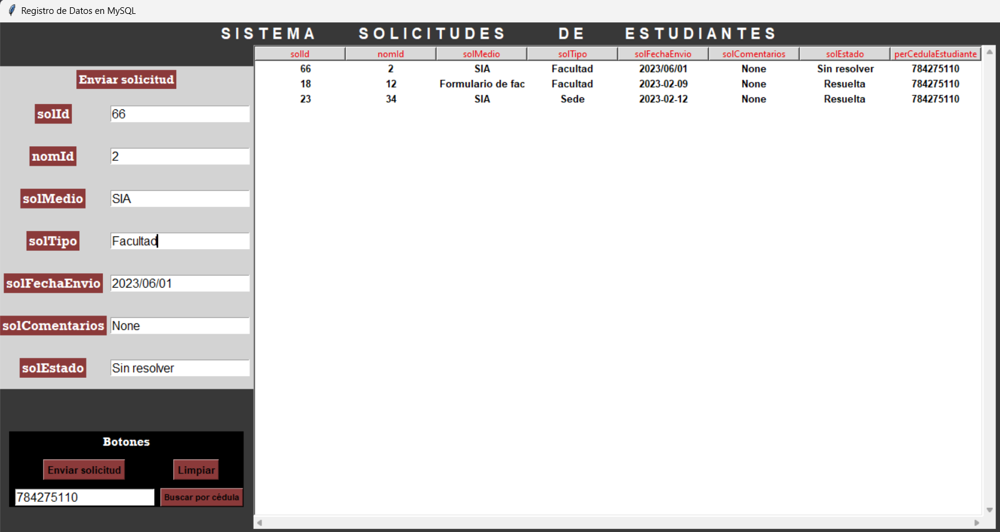 Registro de Datos en MySQL
SISTEMA SOLICITUDES DE ESTUDIANTES
Enviar solicitud
solId 66
nomId 2
solMedio SIA
solTipo Facultad
solFechaEnvio 2023/06/01
solComentarios None
solEstado Sin resolver
Botones
Enviar solicitud Limpiar
784275110 Buscar por cédula
solId nomId solMedio solTipo solFechaEnvio solComentarios solEstado perCedulaEstudiante
66 2 SIA Facultad 2023/06/01 None Sin resolver 784275110
18 12 Formulario de fac Facultad 2023-02-09 None Resuelta 784275110
23 34 SIA Sede 2023-02-12 None Resuelta 784275110